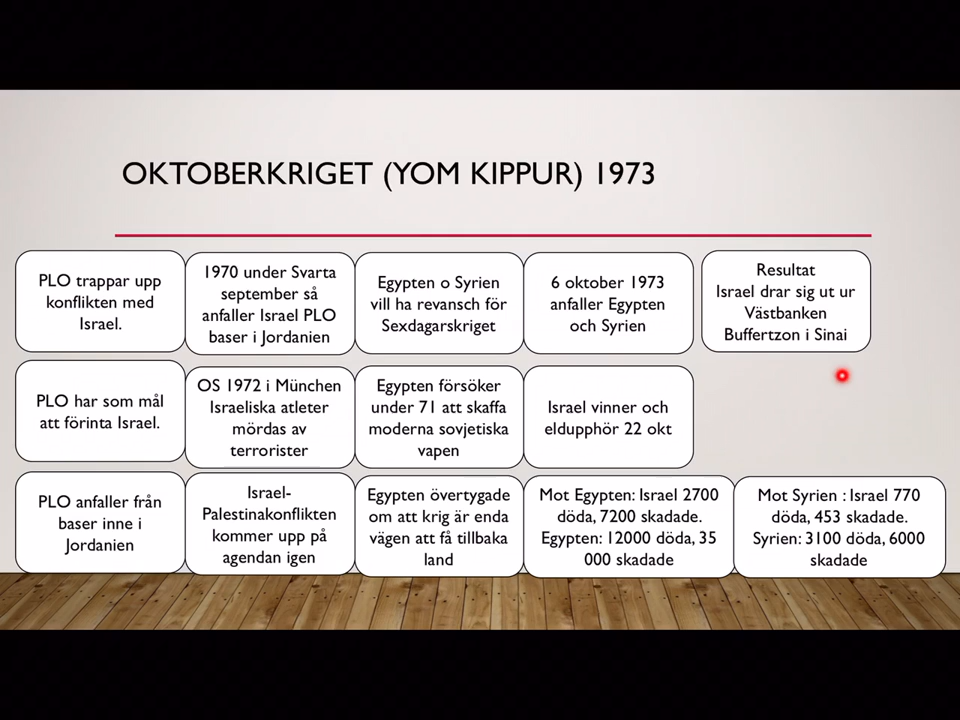 OKTOBERKRIGET (YOM KIPPUR) 1973
PLO trappar upp
konflikten med
Israel.
1970 under Svarta
september så
anfaller Israel PLO
baser i Jordanien
Egypten o Syrien
vill ha revansch för
Sexdagarskriget
6 oktober 1973
anfaller Egypten
och Syrien
Resultat
Israel drar sig ut ur
Västbanken
Buffertzon i Sinai
PLO har som mål
att förinta Israel.
OS 1972 i München
Israeliska atleter
mördas av
terrorister
Egypten försöker
under 71 att skaffa
moderna sovjetiska
vapen
Israel vinner och
eldupphör 22 okt
PLO anfaller från
baser inne i
Jordanien
Israel-
Palestinakonflikten
kommer upp på
agendan igen
Egypten övertygade
om att krig är enda
vägen att få tillbaka
land
Mot Egypten: Israel 2700
döda, 7200 skadade.
Egypten: 12000 döda, 35
000 skadade
Mot Syrien : Israel 770
döda, 453 skadade.
Syrien: 3100 döda, 6000
skadade